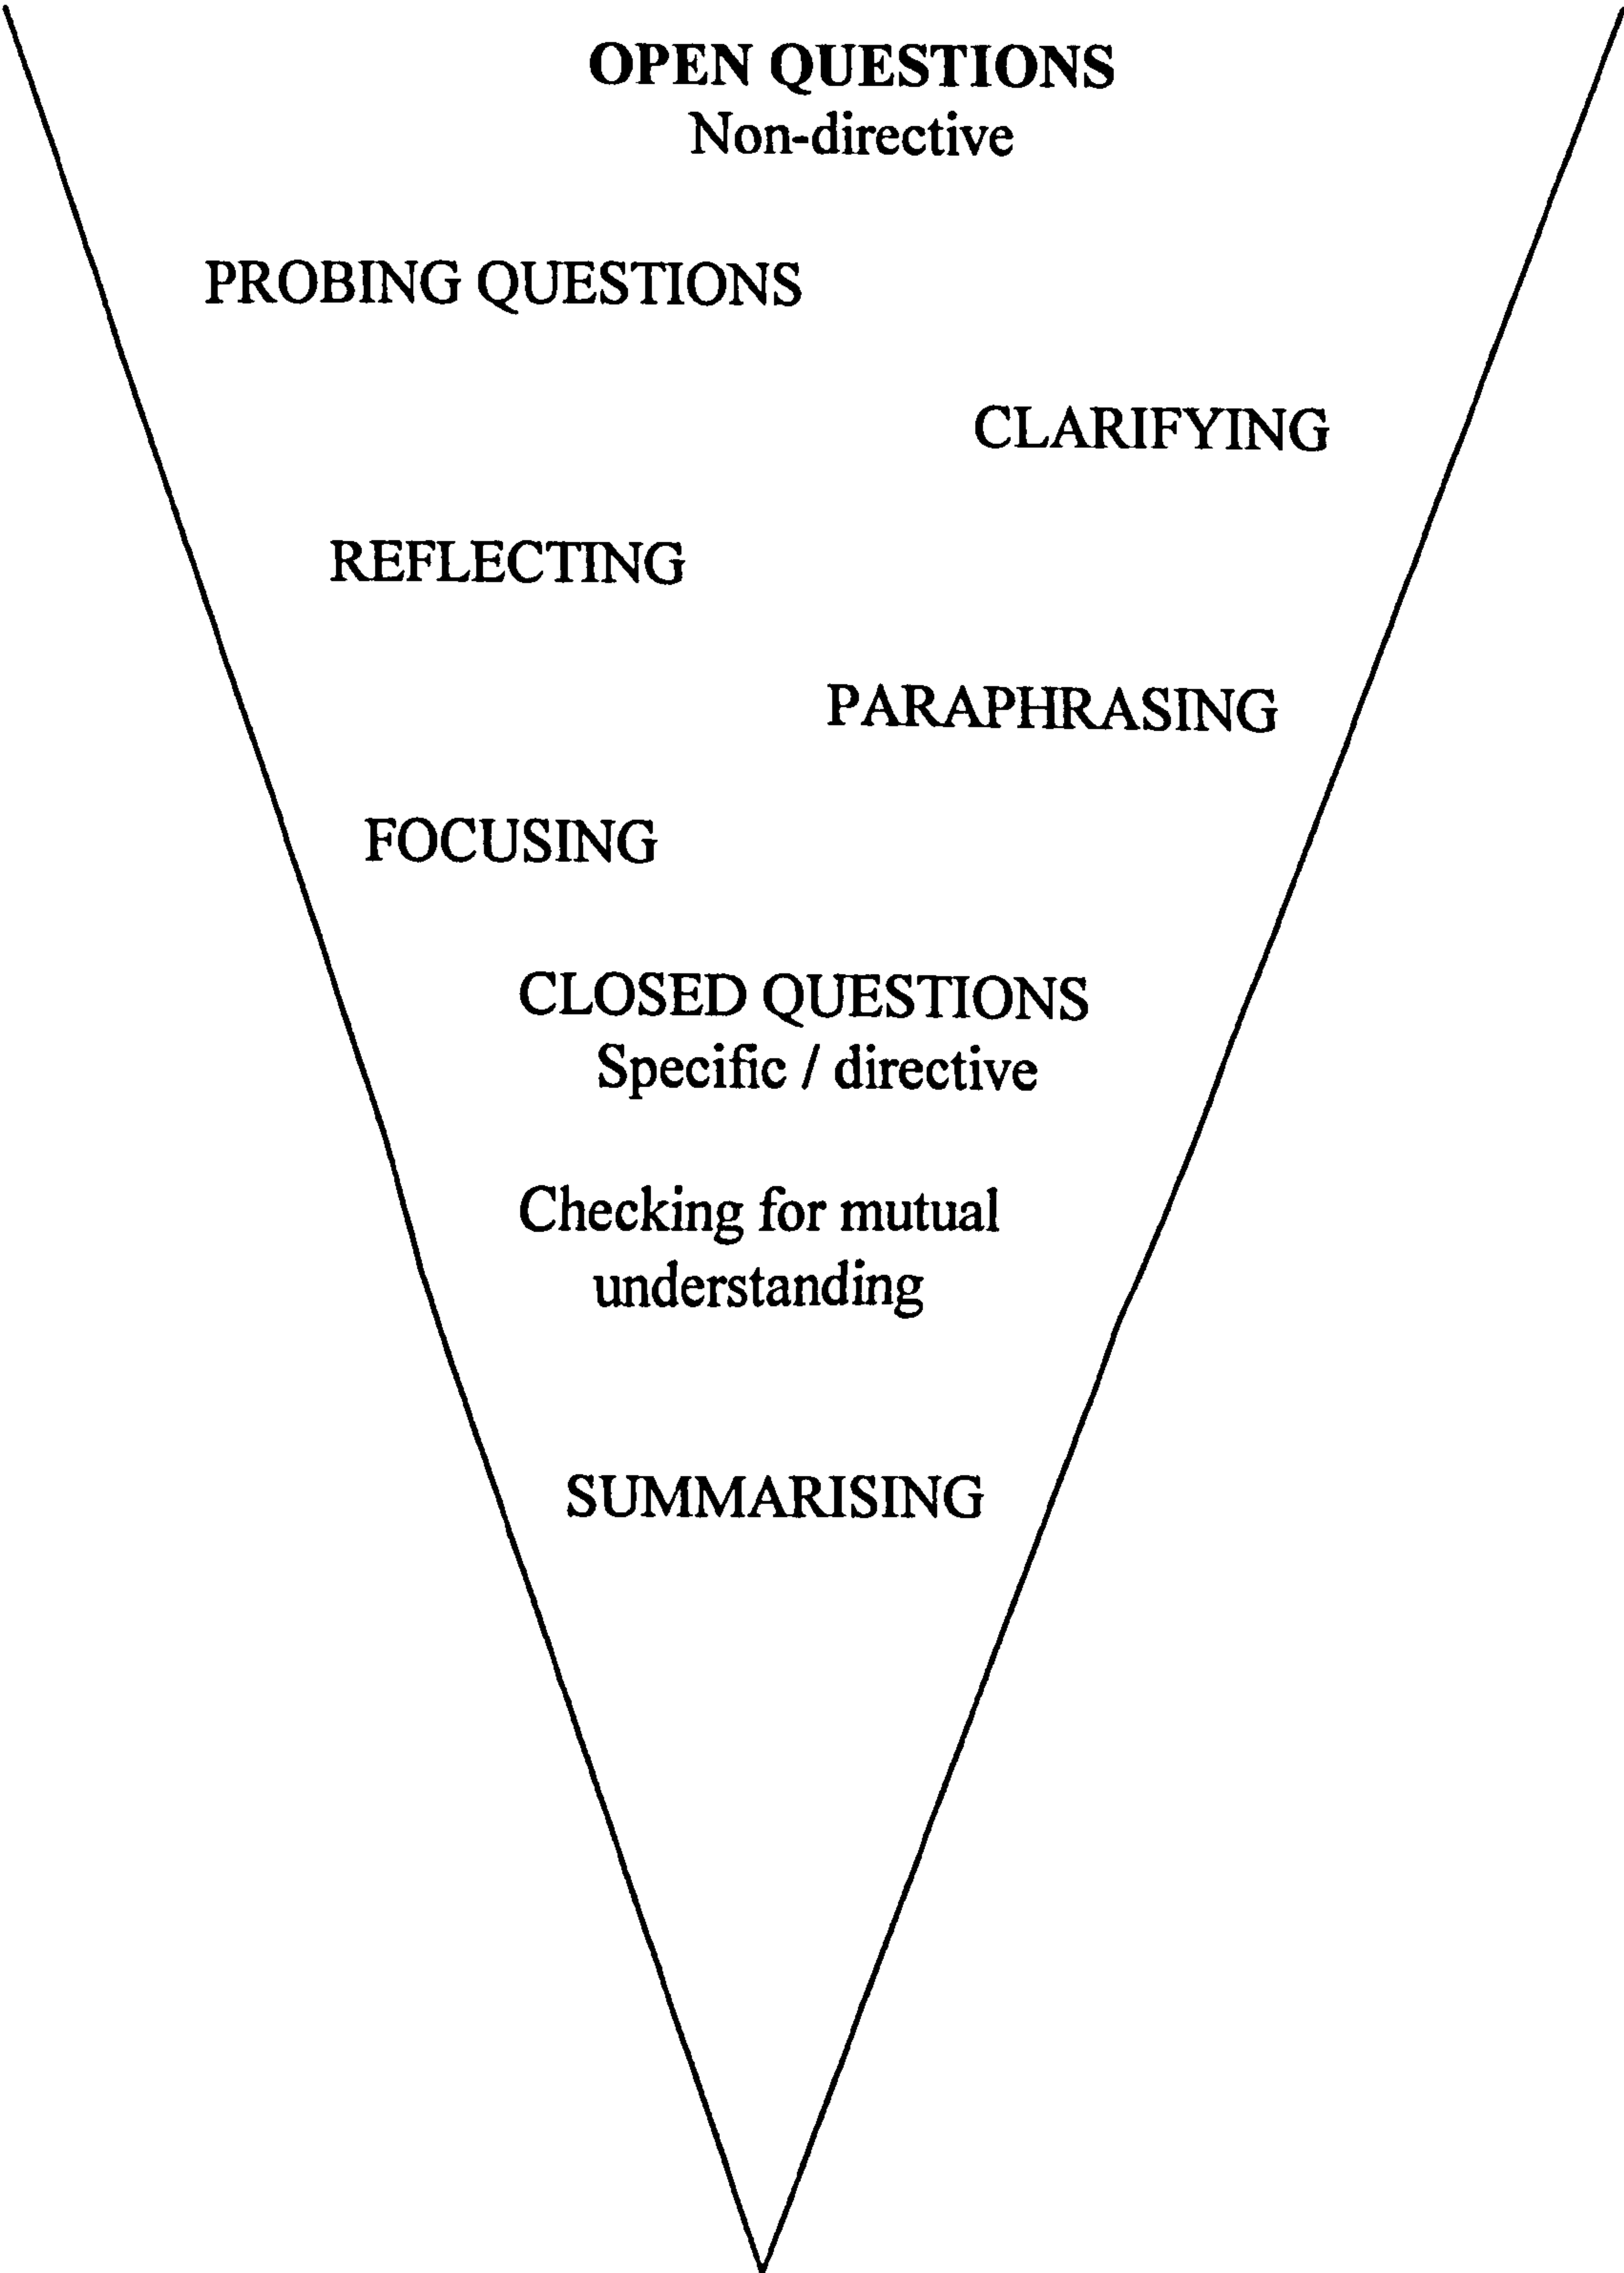 OPEN QUESTIONS
Non-directive
PROBING QUESTIONS
CLARIFYING
REFLECTING
PARAPHRASING
FOCUSING
CLOSED QUESTIONS
Specific / directive
Checking for mutual
understanding
SUMMARISING